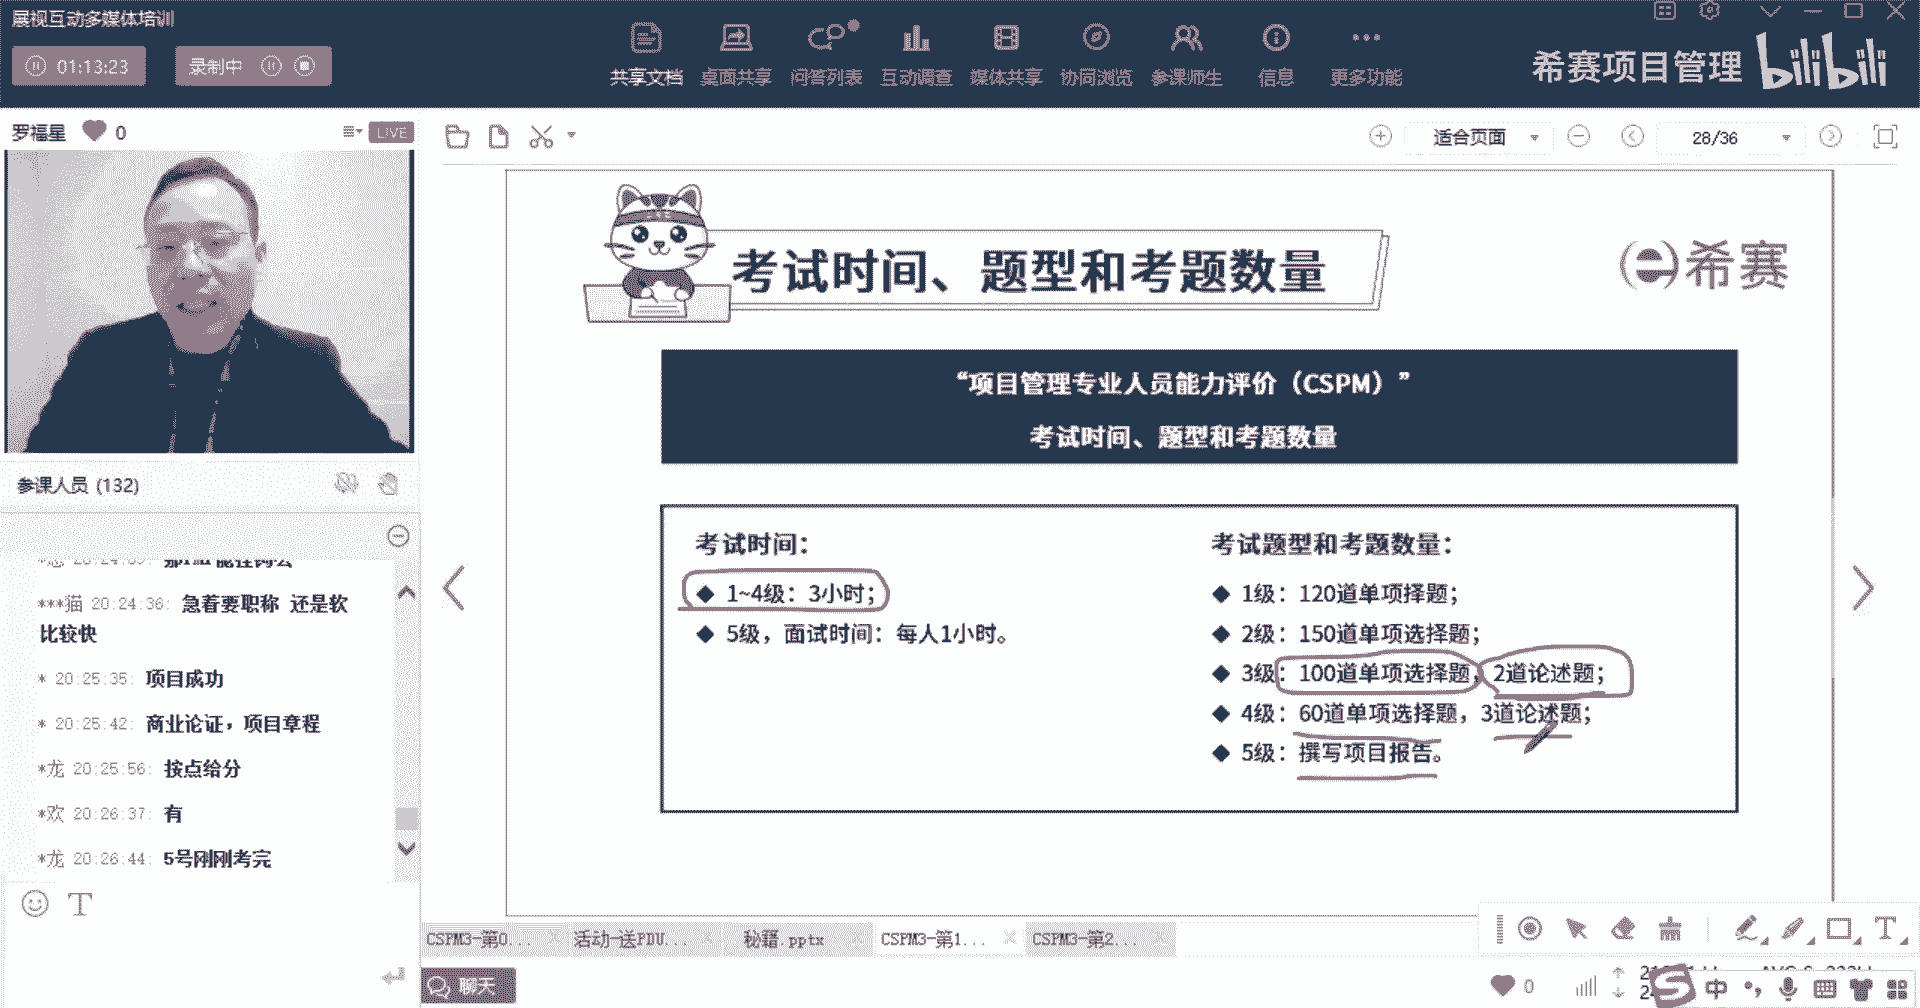 展视互动多媒体培训
01:13:23
录制中
共享文档
桌面共享
问答列表
互动调查
媒体共享
协同浏览
参课师生
信息
更多功能
希赛项目管理
bilibili
罗福星
0
LIVE
适合页面
28/36
考试时间、题型和考题数量
希赛
“项目管理专业人员能力评价（CSPM）”
考试时间、题型和考题数量
考试时间：
1~4级：3小时；
5级，面试时间：每人1小时。
考试题型和考题数量：
1级：120道单项择题；
2级：150道单项选择题；
3级：100道单项选择题，2道论述题；
4级：60道单项选择题，3道论述题；
5级：撰写项目报告。
参课人员 (132)
***猫 20:24:36: 急着要职称 还是软
比较快
* 20:25:35: 项目成功
* 20:25:42: 商业论证，项目章程
*龙 20:25:56: 按点给分
*欢 20:26:37: 有
*龙 20:26:44: 5号刚刚考完
T
CSPM3-第0...
活动-送PDU...
秘籍.pptx
CSPM3-第1...
CSPM3-第2...
T
聊天
0
中